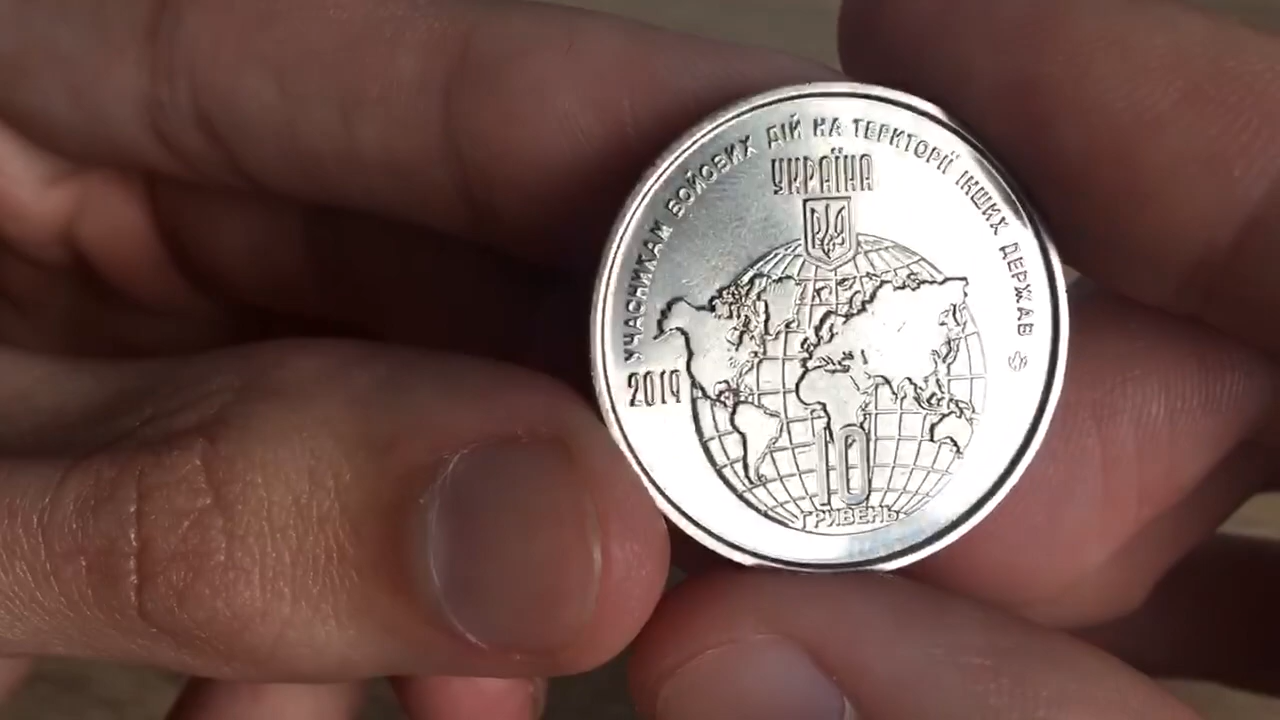 УЧАСНИКАМ БОЙОВИХ ДІЙ НА ТЕРИТОРІЇ ІНШИХ ДЕРЖАВ
УКРАЇНА
2019
10
ГРИВЕНЬ